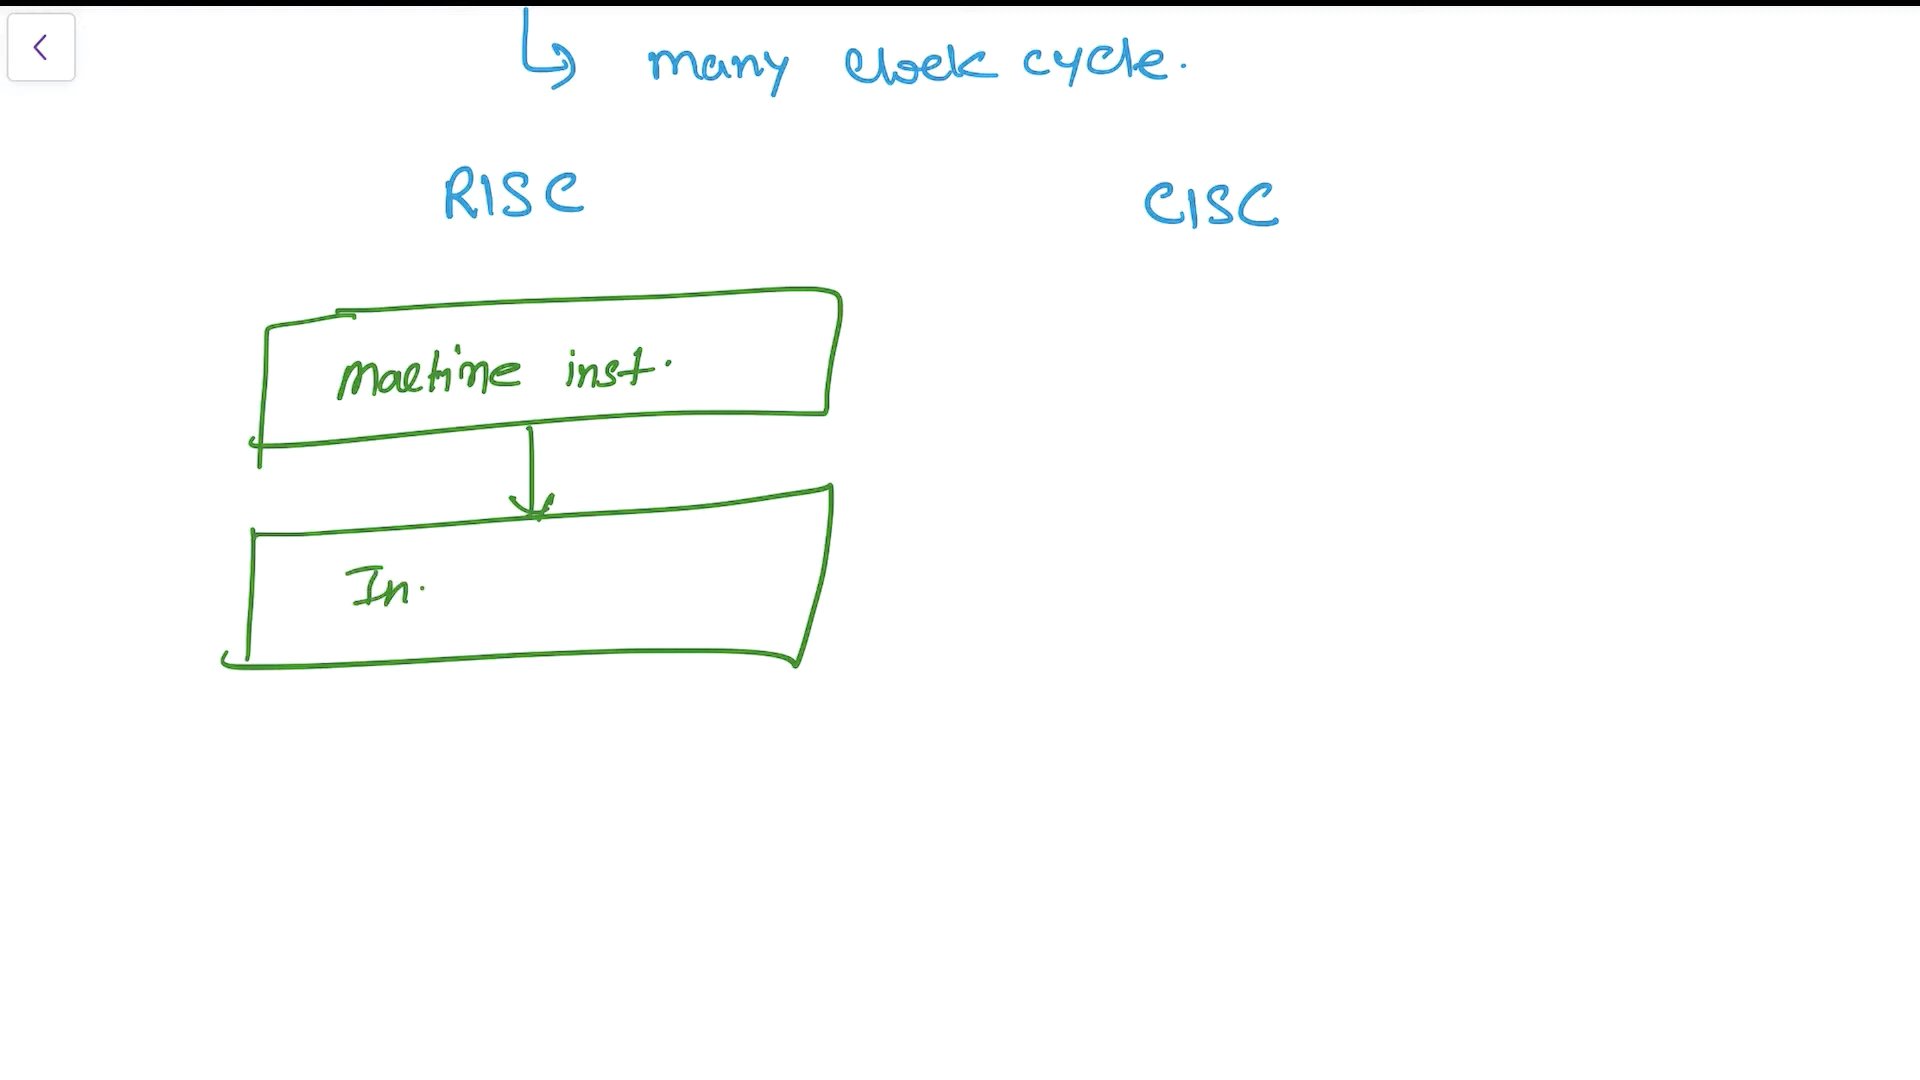 many clock cycle.
RISC
CISC
machine inst.
In.